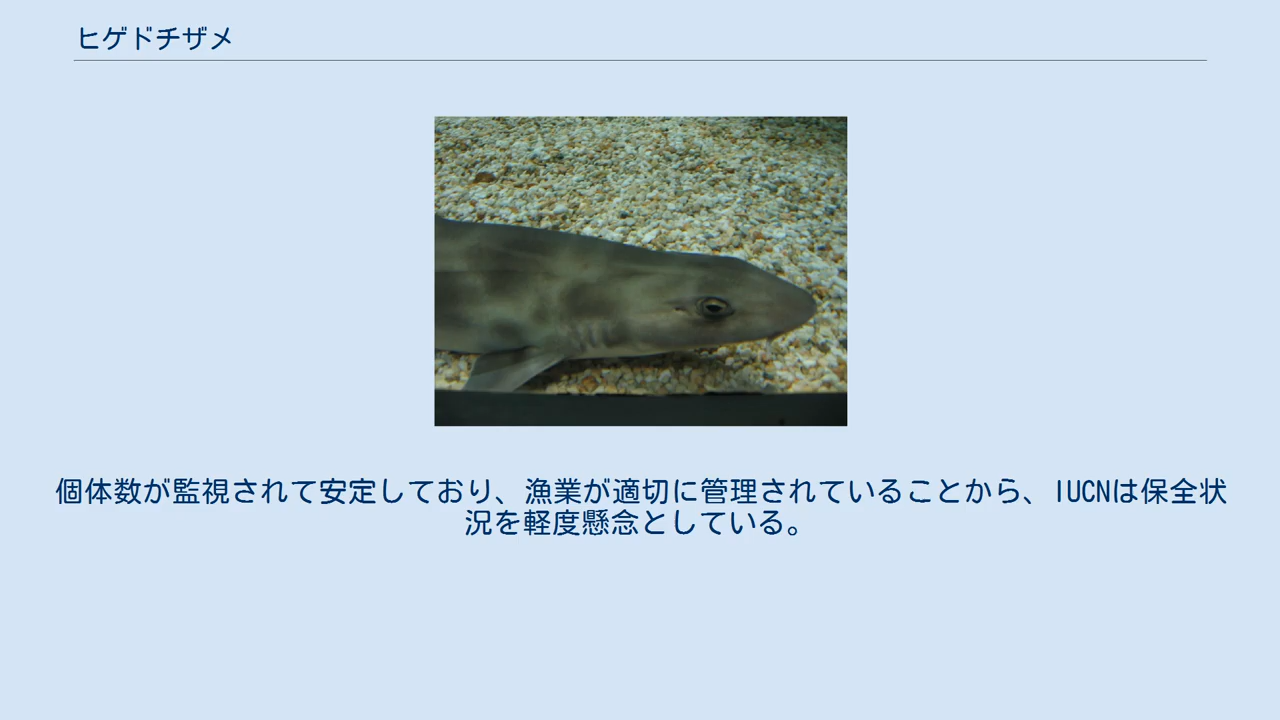 ヒゲドチザメ
個体数が監視されて安定しており、漁業が適切に管理されていることから、IUCNは保全状
況を軽度懸念としている。